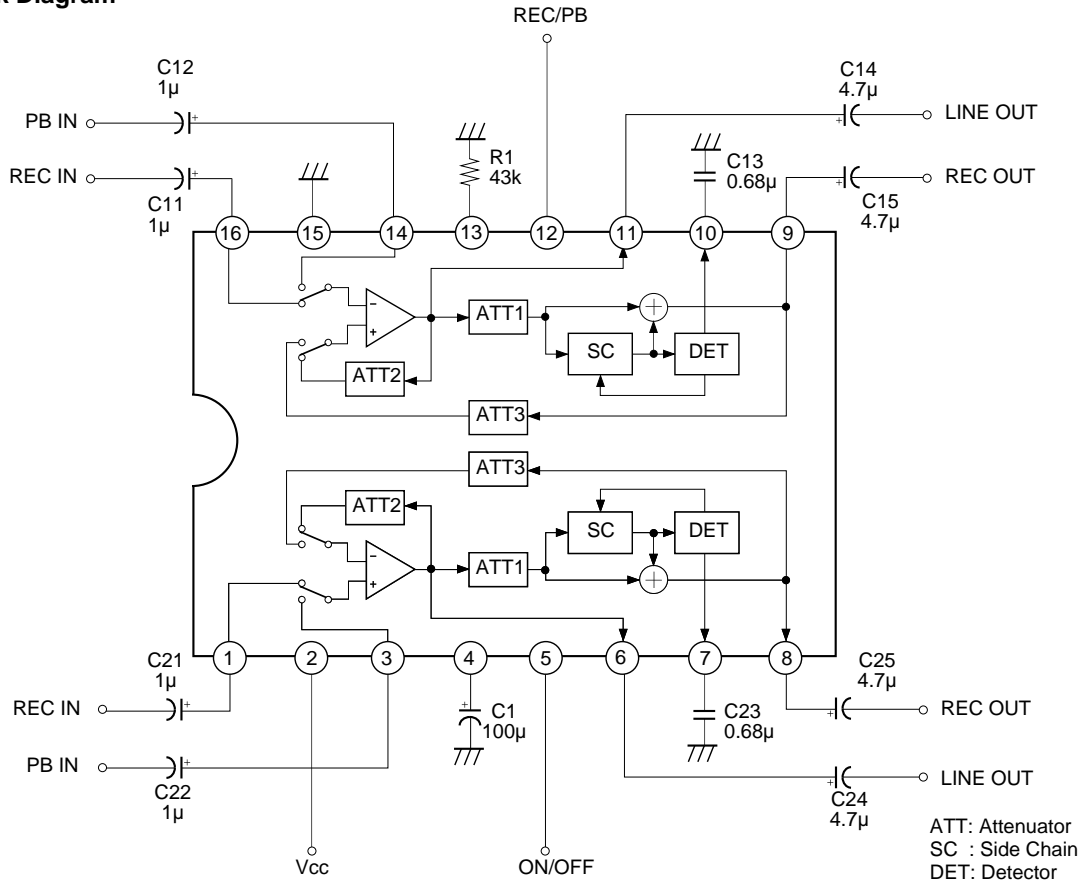 k Diagram
REC/PB
C12
1µ
C14
4.7µ
PB IN
LINE OUT
R1
43k
C13
0.68µ
REC IN
REC OUT
C11
1µ
C15
4.7µ
16
15
14
13
12
11
10
9
−
+
ATT1
+
SC
DET
ATT2
ATT3
ATT3
ATT2
SC
DET
−
+
ATT1
+
1
2
3
4
5
6
7
8
C21
1µ
C25
4.7µ
REC IN
C1
100µ
C23
0.68µ
REC OUT
PB IN
C22
1µ
LINE OUT
C24
4.7µ
Vcc
ON/OFF
ATT: Attenuator
SC : Side Chain
DET: Detector